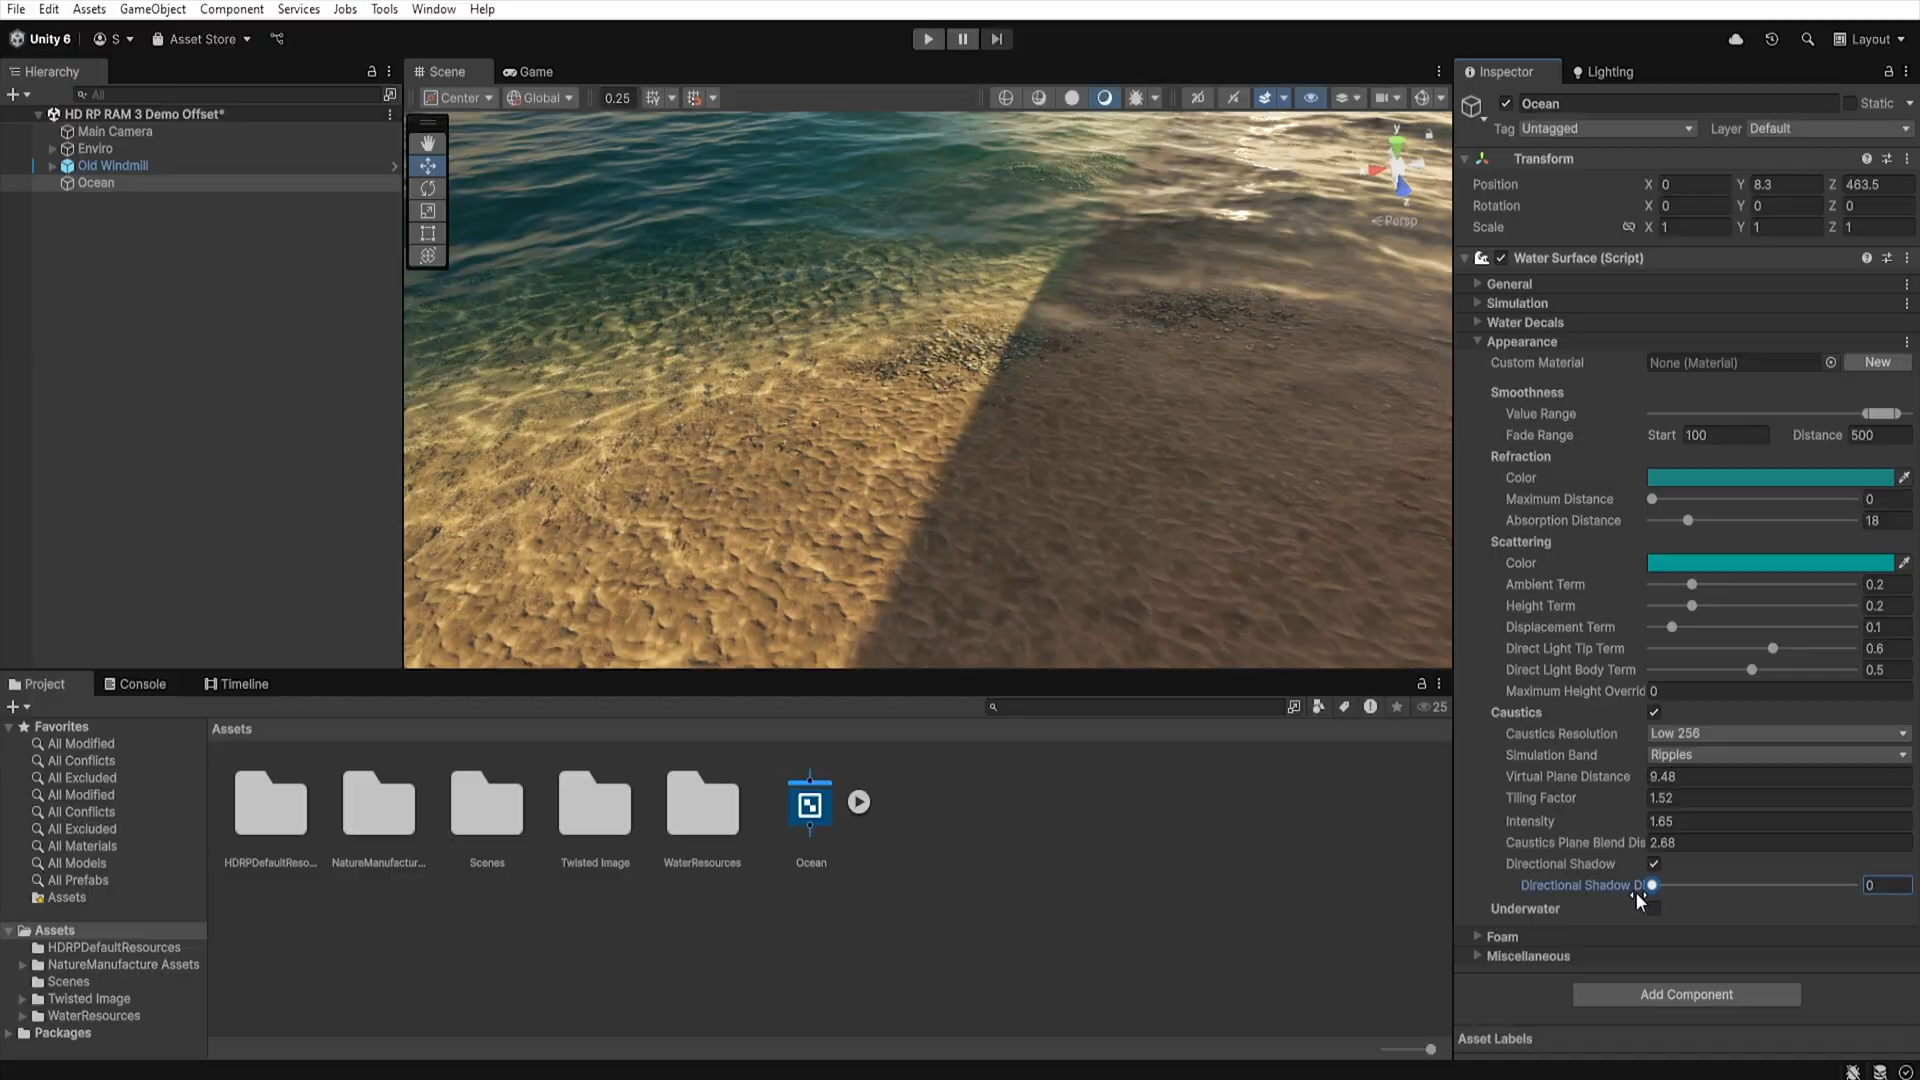 File Edit Assets GameObject Component Services Jobs Tools Window Help
Unity 6 S Asset Store Layout
Hierarchy
All
HD RP RAM 3 Demo Offset*
Main Camera
Enviro
Old Windmill
Ocean
Scene Game
Center Global 0.25 2D
y
z
Persp
Inspector Lighting
Ocean Static
Tag Untagged Layer Default
Transform
Position X 0 Y 8.3 Z 463.5
Rotation X 0 Y 0 Z 0
Scale X 1 Y 1 Z 1
Water Surface (Script)
General
Simulation
Water Decals
Appearance
Custom Material None (Material) New
Smoothness
Value Range
Fade Range Start 100 Distance 500
Refraction
Color
Maximum Distance 0
Absorption Distance 18
Scattering
Color
Ambient Term 0.2
Height Term 0.2
Displacement Term 0.1
Direct Light Tip Term 0.6
Direct Light Body Term 0.5
Maximum Height Overrid 0
Caustics
Caustics Resolution Low 256
Simulation Band Ripples
Virtual Plane Distance 9.48
Tiling Factor 1.52
Intensity 1.65
Caustics Plane Blend Dis 2.68
Directional Shadow
Directional Shadow Di 0
Underwater
Foam
Miscellaneous
Add Component
Asset Labels
Project Console Timeline
25
Favorites
All Modified
All Conflicts
All Excluded
All Modified
All Conflicts
All Excluded
All Materials
All Models
All Prefabs
Assets
Assets
HDRPDefaultResources
NatureManufacture Assets
Scenes
Twisted Image
WaterResources
Packages
Assets
HDRPDefaultReso... NatureManufactur... Scenes Twisted Image WaterResources Ocean